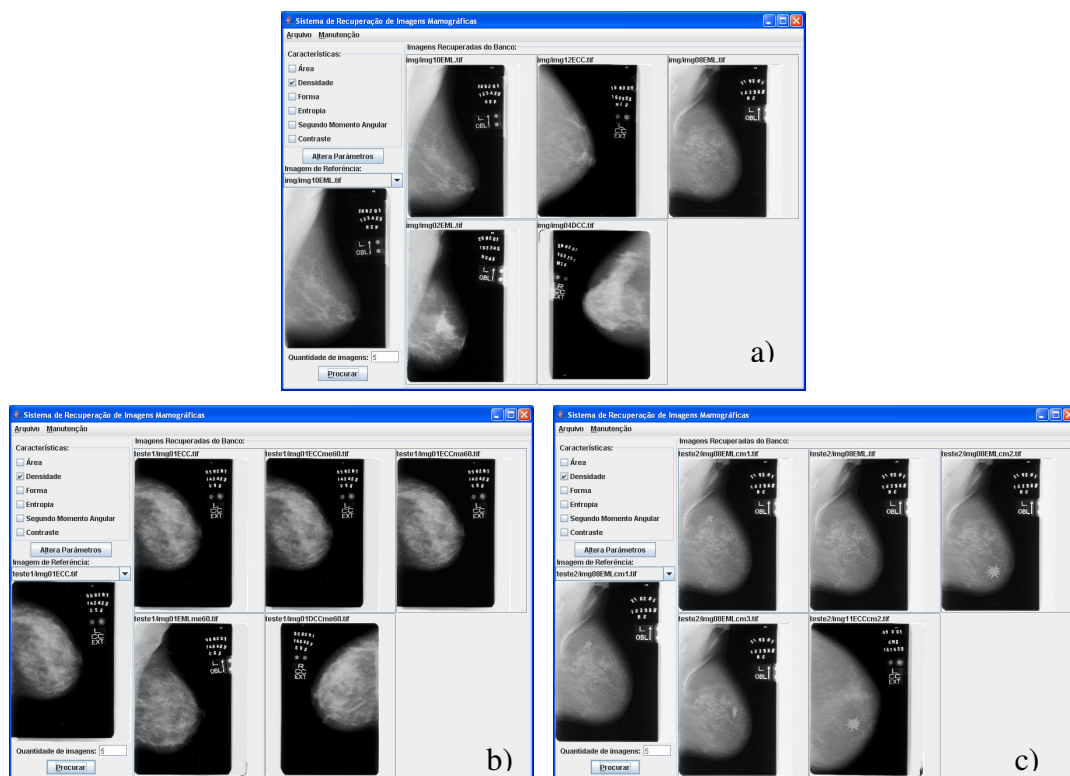 Sistema de Recuperação de Imagens Mamográficas
Arquivo Manutenção
Características:
Área
Densidade
Forma
Entropia
Segundo Momento Angular
Contraste
Altera Parâmetros
Imagem de Referência:
img/img10EML.tif
Quantidade de imagens: 5
Procurar
Imagens Recuperadas do Banco:
img/img10EML.tif img/img12ECC.tif img/img08EML.tif
img/img02EML.tif img/img04DCC.tif
a)
Sistema de Recuperação de Imagens Mamográficas
Arquivo Manutenção
Características:
Área
Densidade
Forma
Entropia
Segundo Momento Angular
Contraste
Altera Parâmetros
Imagem de Referência:
teste1/img01ECC.tif
Quantidade de imagens: 5
Procurar
Imagens Recuperadas do Banco:
teste1/img01ECC.tif teste1/img01ECCme60.tif teste1/img01ECCma60.tif
teste1/img01EMLme60.tif teste1/img01DCCme60.tif
b)
Sistema de Recuperação de Imagens Mamográficas
Arquivo Manutenção
Características:
Área
Densidade
Forma
Entropia
Segundo Momento Angular
Contraste
Altera Parâmetros
Imagem de Referência:
teste2/img08EMLcm1.tif
Quantidade de imagens: 5
Procurar
Imagens Recuperadas do Banco:
teste2/img08EMLcm1.tif teste2/img08EML.tif teste2/img08EMLcm2.tif
teste2/img08EMLcm3.tif teste2/img11ECCcm2.tif
c)